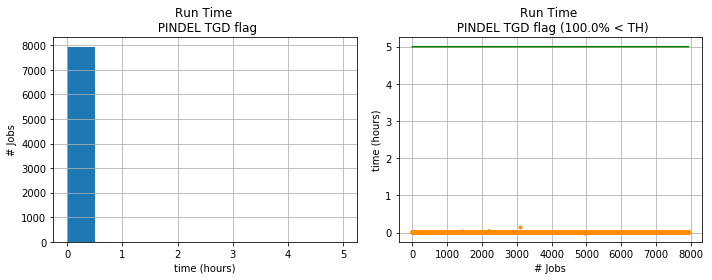 Run Time
PINDEL TGD flag
8000
7000
6000
5000
4000
3000
2000
1000
0
# Jobs
0 1 2 3 4 5
time (hours)
Run Time
PINDEL TGD flag (100.0% < TH)
5
4
3
2
1
0
time (hours)
0 1000 2000 3000 4000 5000 6000 7000 8000
# Jobs